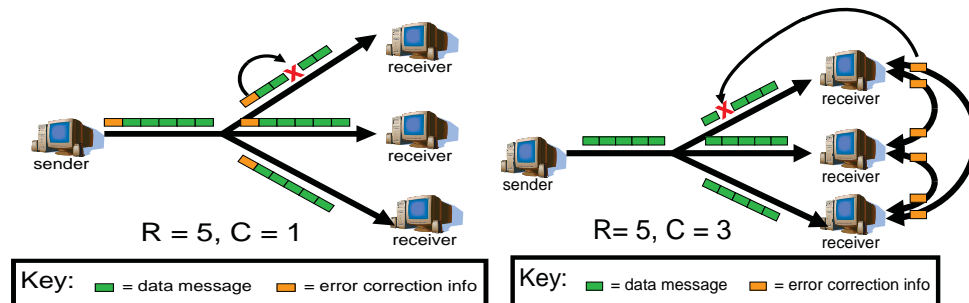 receiver
sender
receiver
receiver
R = 5, C = 1
Key: = data message = error correction info
receiver
sender
receiver
receiver
R= 5, C = 3
Key: = data message = error correction info